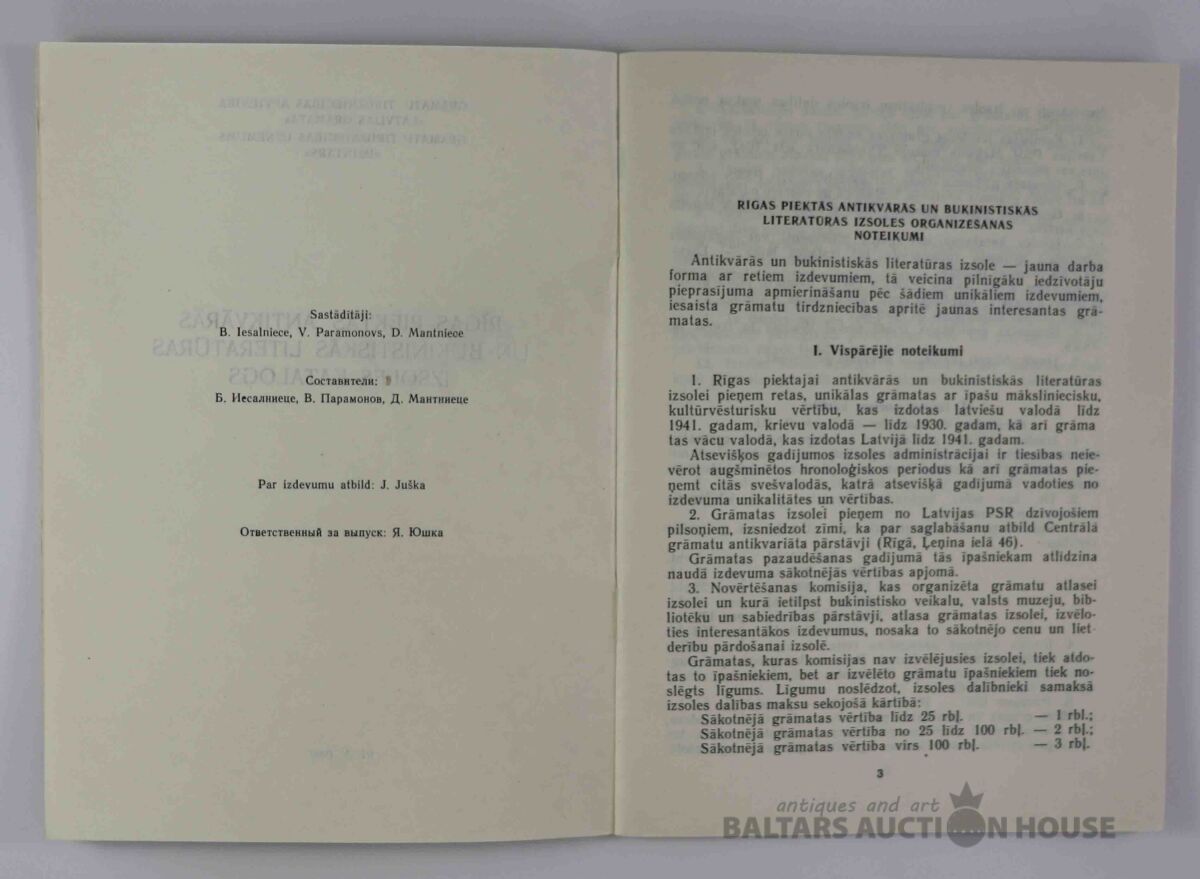 Sastādītāji:
B. Iesalniece, V. Paramonovs, D. Mantniece
Составители:
Б. Иесалниеце, В. Парамонов, Д. Мантниеце
Par izdevumu atbild: J. Juška
Ответственный за выпуск: Я. Юшка
RĪGAS PIEKTĀS ANTIKVĀRĀS UN BUKINISTISKĀS
LITERATŪRAS IZSOLES ORGANIZĒŠANAS
NOTEIKUMI
Antikvārās un bukinistiskās literatūras izsole — jauna darba
forma ar retiem izdevumiem, tā veicina pilnīgāku iedzīvotāju
pieprasījuma apmierināšanu pēc šādiem unikāliem izdevumiem,
iesaista grāmatu tirdzniecības apritē jaunas interesantas grā-
matas.
I. Vispārējie noteikumi
1. Rīgas piektajai antikvārās un bukinistiskās literatūras
izsolei pieņem retas, unikālas grāmatas ar īpašu māksliniecisku,
kultūrvēsturisku vērtību, kas izdotas latviešu valodā līdz
1941. gadam, krievu valodā — līdz 1930. gadam, kā arī grāma
tas vācu valodā, kas izdotas Latvijā līdz 1941. gadam.
Atsevišķos gadījumos izsoles administrācijai ir tiesības neie-
vērot augšminētos hronoloģiskos periodus kā arī grāmatas pie-
ņemt citās svešvalodās, katrā atsevišķā gadījumā vadoties no
izdevuma unikalitātes un vērtības.
2. Grāmatas izsolei pieņem no Latvijas PSR dzīvojošiem
pilsoņiem, izsniedzot zīmi, ka par saglabāšanu atbild Centrālā
grāmatu antikvariāta pārstāvji (Rīgā, Ļeņina ielā 46).
Grāmatas pazaudēšanas gadījumā tās īpašniekam atlīdzina
naudā izdevuma sākotnējās vērtības apjomā.
3. Novērtēšanas komisija, kas organizēta grāmatu atlasei
izsolei un kurā ietilpst bukinistisko veikalu, valsts muzeju, bib-
liotēku un sabiedrības pārstāvji, atlasa grāmatas izsolei, izvēlo-
ties interesantākos izdevumus, nosaka to sākotnējo cenu un liet-
derību pārdošanai izsolē.
Grāmatas, kuras komisijas nav izvēlējusies izsolei, tiek atdo-
tas to īpašniekiem, bet ar izvēlēto grāmatu īpašniekiem tiek no-
slēgts līgums. Līgumu noslēdzot, izsoles dalībnieki samaksā
izsoles dalības maksu sekojošā kārtībā:
Sākotnējā grāmatas vērtība līdz 25 rbļ. — 1 rbl.;
Sākotnējā grāmatas vērtība no 25 līdz 100 rbļ. — 2 rbļ.;
Sākotnējā grāmatas vērtība virs 100 rbļ. — 3 rbļ.
3
antiques and art
BALTARS AUCTION HOUSE